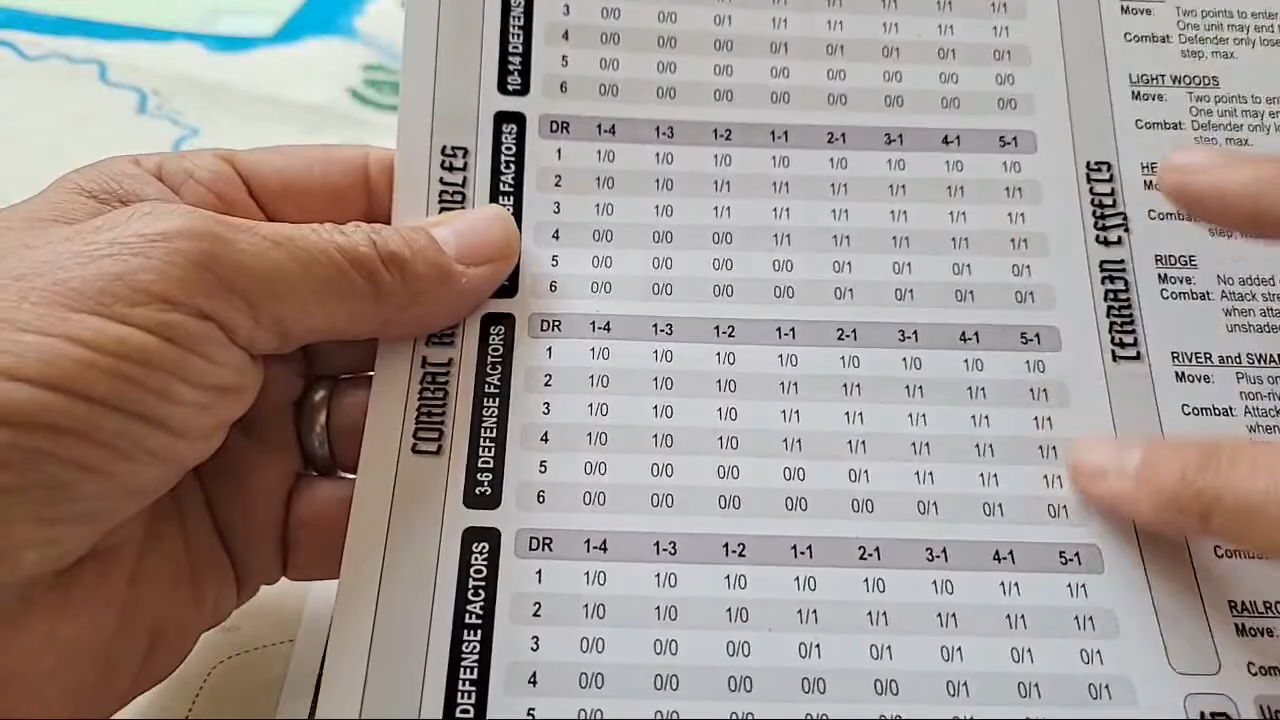 10-14 DEFENS
3 0/0 0/0 0/1 1/1 1/1 1/1 1/1 1/1
4 0/0 0/0 0/0 0/1 0/1 0/1 0/1 0/1
5 0/0 0/0 0/0 0/0 0/0 0/0 0/0 0/0
6 0/0 0/0 0/0 0/0 0/0 0/0 0/0 0/0
SE FACTORS
DR 1-4 1-3 1-2 1-1 2-1 3-1 4-1 5-1
1 1/0 1/0 1/0 1/0 1/0 1/0 1/0 1/0
2 1/0 1/0 1/1 1/1 1/1 1/1 1/1 1/1
3 1/0 1/0 1/1 1/1 1/1 1/1 1/1 1/1
4 0/0 0/0 0/0 1/1 1/1 1/1 1/1 1/1
5 0/0 0/0 0/0 0/0 0/1 0/1 0/1 0/1
6 0/0 0/0 0/0 0/0 0/1 0/1 0/1 0/1
3-6 DEFENSE FACTORS
DR 1-4 1-3 1-2 1-1 2-1 3-1 4-1 5-1
1 1/0 1/0 1/0 1/0 1/0 1/0 1/0 1/0
2 1/0 1/0 1/0 1/1 1/1 1/1 1/1 1/1
3 1/0 1/0 1/0 1/1 1/1 1/1 1/1 1/1
4 1/0 1/0 1/0 1/1 1/1 1/1 1/1 1/1
5 0/0 0/0 0/0 0/0 0/1 1/1 1/1 1/1
6 0/0 0/0 0/0 0/0 0/0 0/1 0/1 0/1
DEFENSE FACTORS
DR 1-4 1-3 1-2 1-1 2-1 3-1 4-1 5-1
1 1/0 1/0 1/0 1/0 1/0 1/0 1/1 1/1
2 1/0 1/0 1/0 1/1 1/1 1/1 1/1 1/1
3 0/0 0/0 0/0 0/1 0/1 0/1 0/1 0/1
4 0/0 0/0 0/0 0/0 0/0 0/1 0/1 0/1
COMBAT R BLES
TERRAIN EFFECTS
Move: Two points to enter
One unit may end
Combat: Defender only lose
step, max.
LIGHT WOODS
Move: Two points to en
One unit may er
Combat: Defender only lo
step, max.
HE
Mo
Comba
step,
RIDGE
Move: No added
Combat: Attack stre
when atta
unshade
RIVER and SWA
Move: Plus on
non-riv
Combat: Attack
when
RAILRO
Move:
Com